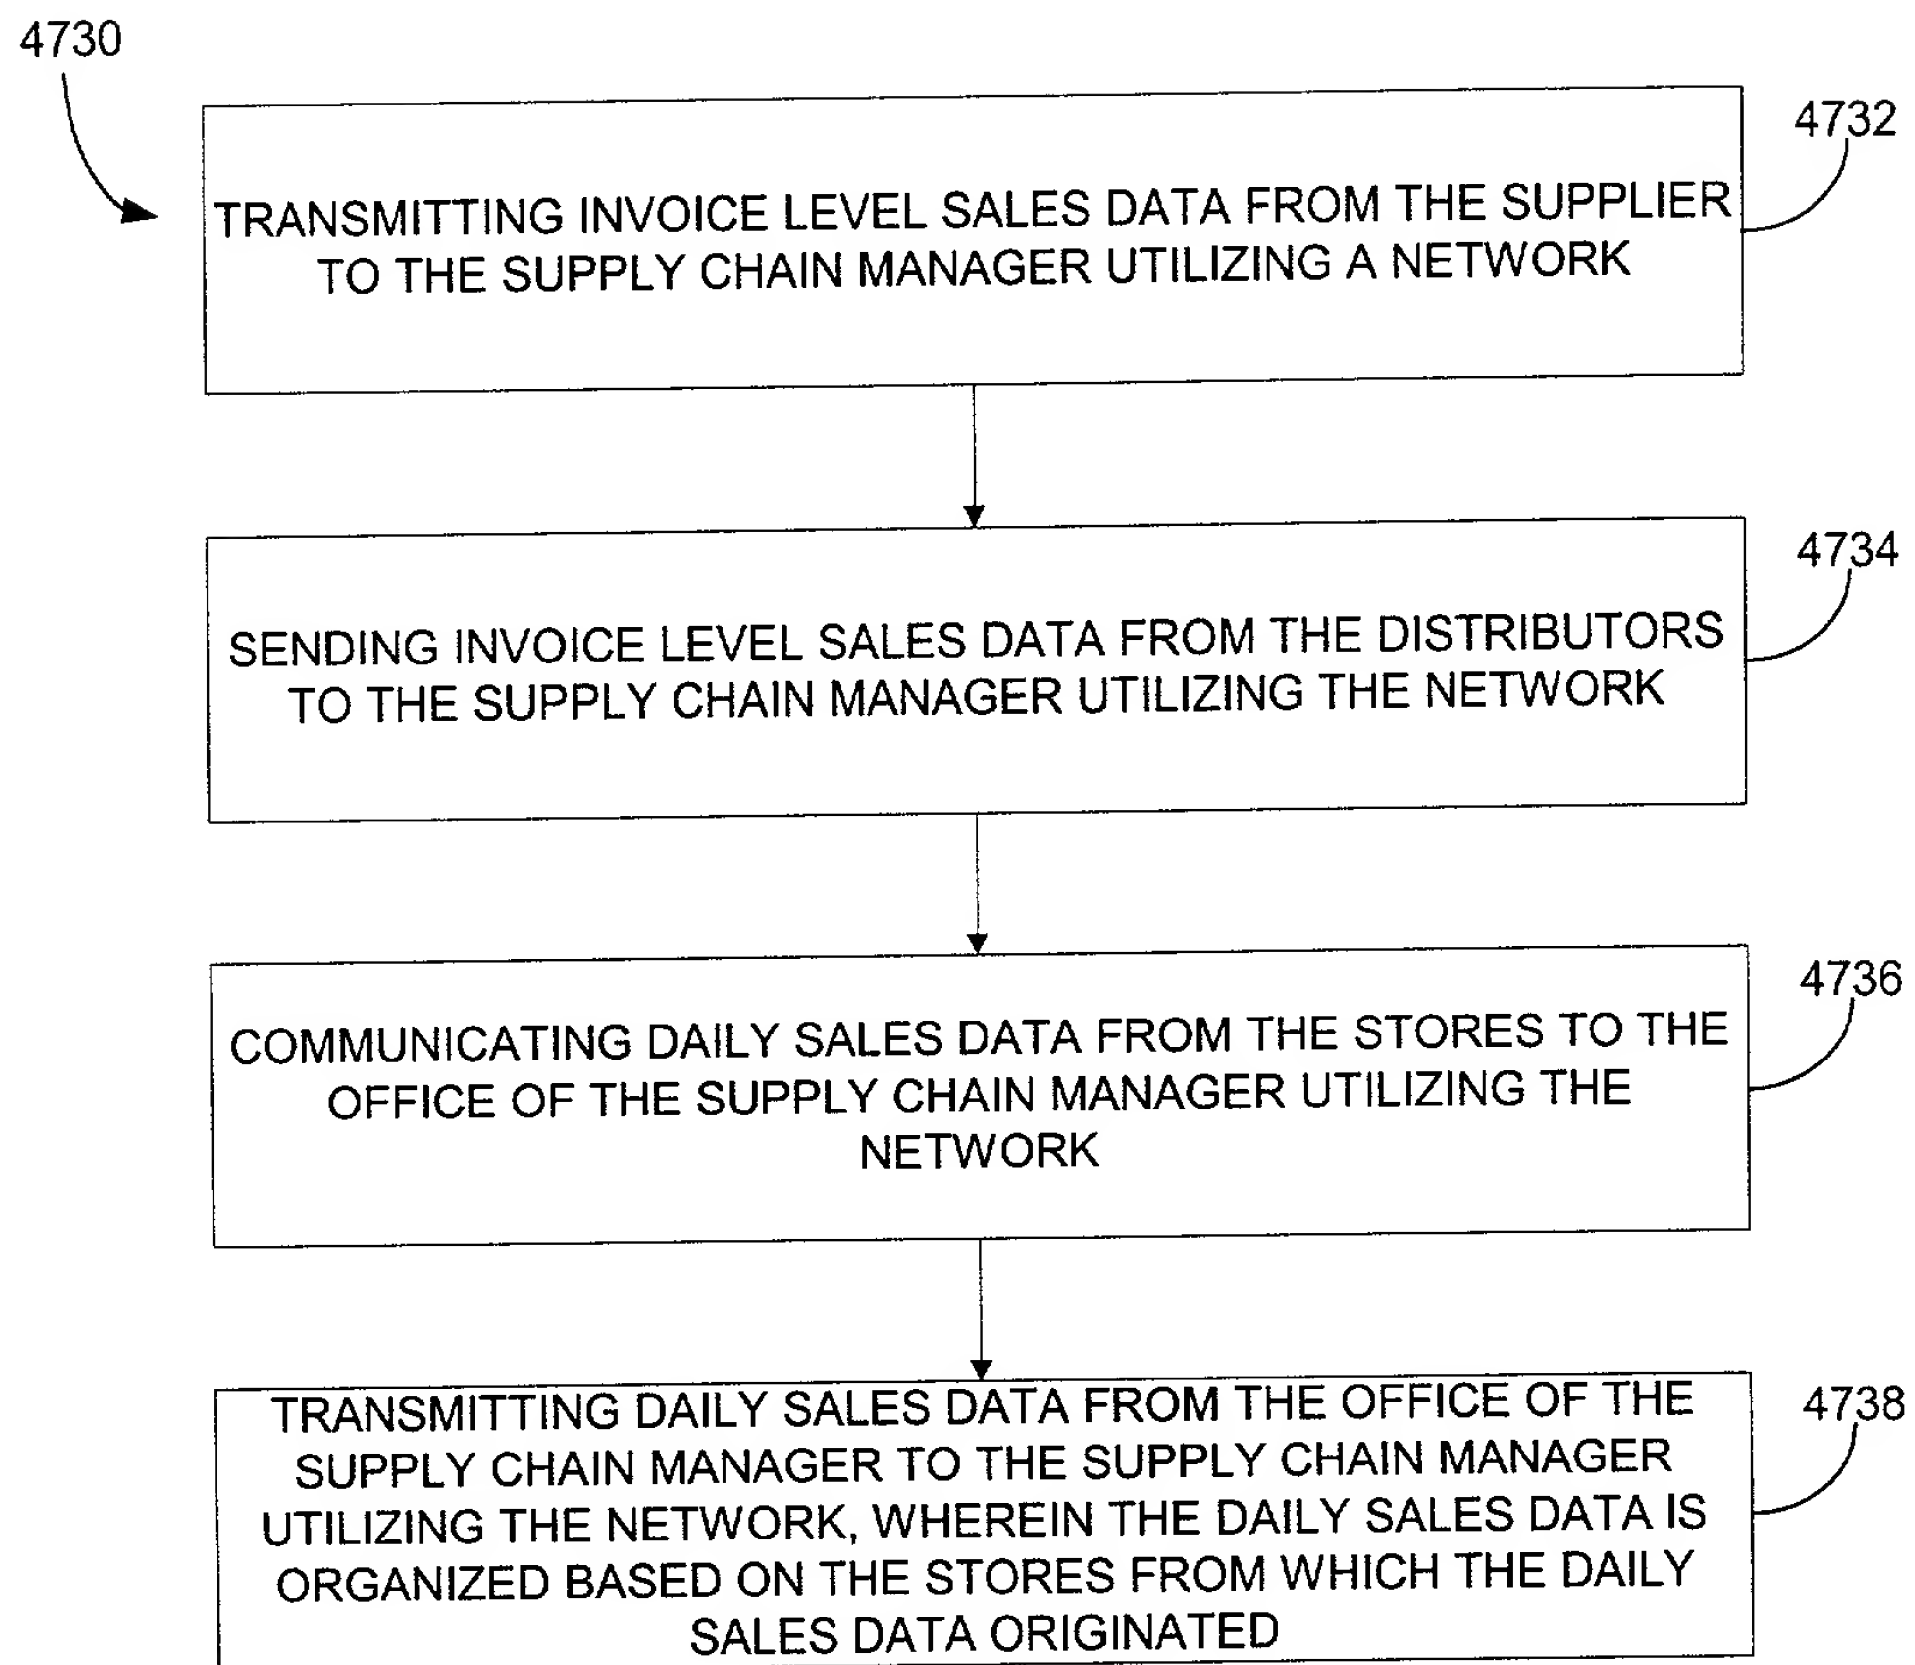 4730
4732
TRANSMITTING INVOICE LEVEL SALES DATA FROM THE SUPPLIER
TO THE SUPPLY CHAIN MANAGER UTILIZING A NETWORK
4734
SENDING INVOICE LEVEL SALES DATA FROM THE DISTRIBUTORS
TO THE SUPPLY CHAIN MANAGER UTILIZING THE NETWORK
4736
COMMUNICATING DAILY SALES DATA FROM THE STORES TO THE
OFFICE OF THE SUPPLY CHAIN MANAGER UTILIZING THE
NETWORK
4738
TRANSMITTING DAILY SALES DATA FROM THE OFFICE OF THE
SUPPLY CHAIN MANAGER TO THE SUPPLY CHAIN MANAGER
UTILIZING THE NETWORK, WHEREIN THE DAILY SALES DATA IS
ORGANIZED BASED ON THE STORES FROM WHICH THE DAILY
SALES DATA ORIGINATED